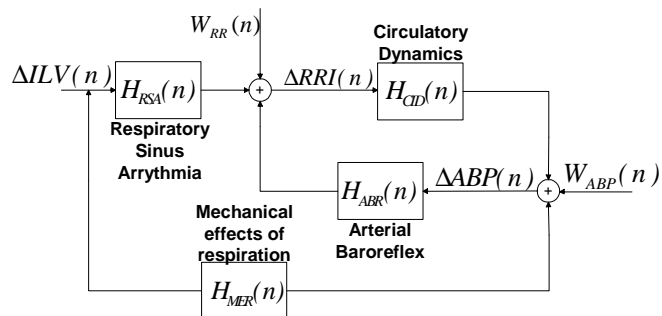 W_RR(n)
Circulatory
Dynamics
ΔILV(n)
H_RSA(n)
ΔRRI(n)
H_CID(n)
Respiratory
Sinus
Arrythmia
H_ABR(n)
ΔABP(n)
W_ABP(n)
Mechanical
effects of
respiration
Arterial
Baroreflex
H_MER(n)